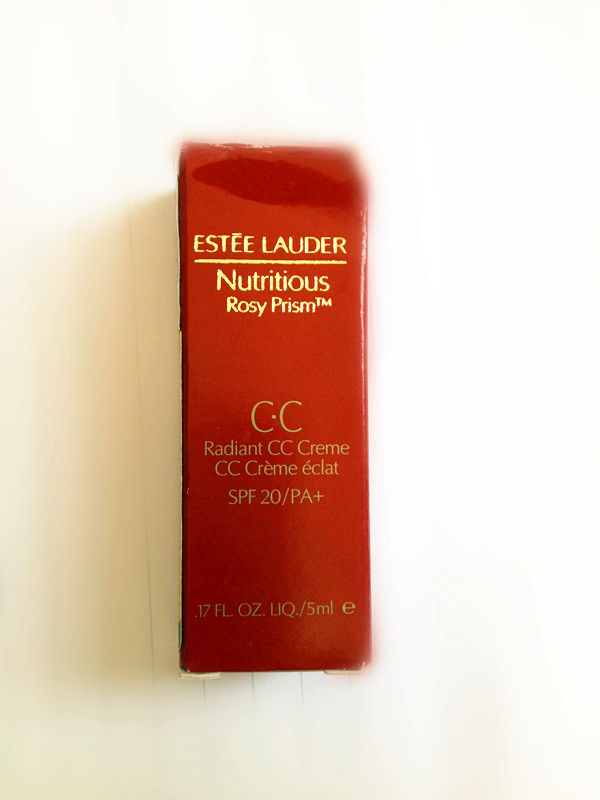 ESTĒE LAUDER
Nutritious
Rosy Prism™
C·C
Radiant CC Creme
CC Crème éclat
SPF 20/PA+
.17 FL. OZ. LIQ./5ml ℮